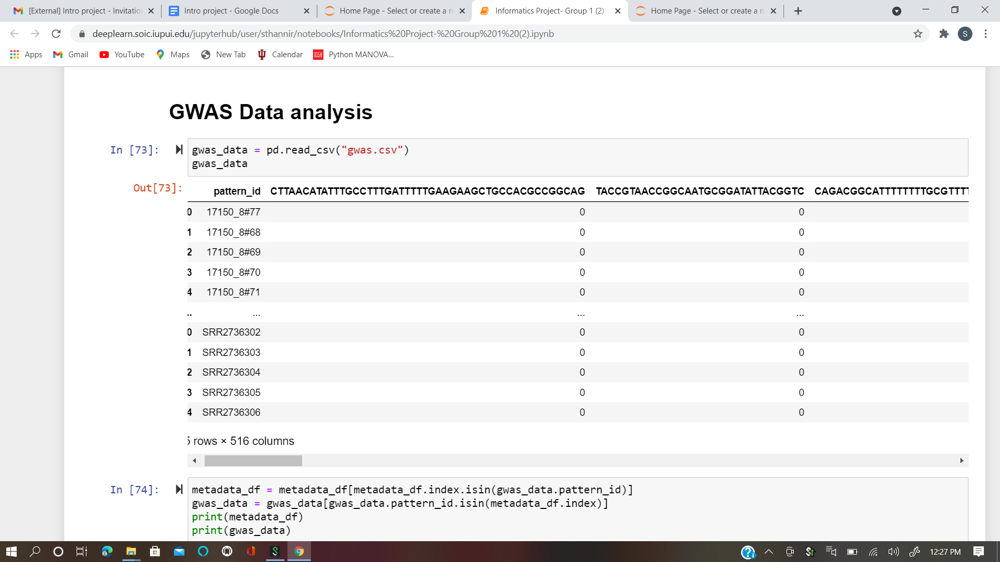 [External] Intro project - Invitatio
Intro project - Google Docs
Home Page - Select or create a n
Informatics Project- Group 1 (2) -
Home Page - Select or create a n
deeplearn.soic.iupui.edu/jupyterhub/user/sthannir/notebooks/Informatics%20Project-%20Group%201%20(2).ipynb
S
Apps
Gmail
YouTube
Maps
New Tab
Calendar
Python MANOVA...
GWAS Data analysis
In [73]:
gwas_data = pd.read_csv("gwas.csv")
gwas_data
Out[73]:
pattern_id CTTAACATATTTGCCTTTGATTTTTGAAGAAGCTGCCACGCCGGCAG TACCGTAACCGGCAATGCGGATATTACGGTC CAGACGGCATTTTTTTTGCGTTTT
0 17150_8#77 0 0
1 17150_8#68 0 0
2 17150_8#69 0 0
3 17150_8#70 0 0
4 17150_8#71 0 0
.. ... ... ...
0 SRR2736302 0 0
1 SRR2736303 0 0
2 SRR2736304 0 0
3 SRR2736305 0 0
4 SRR2736306 0 0
5 rows × 516 columns
In [74]:
metadata_df = metadata_df[metadata_df.index.isin(gwas_data.pattern_id)]
gwas_data = gwas_data[gwas_data.pattern_id.isin(metadata_df.index)]
print(metadata_df)
print(gwas_data)
12:27 PM